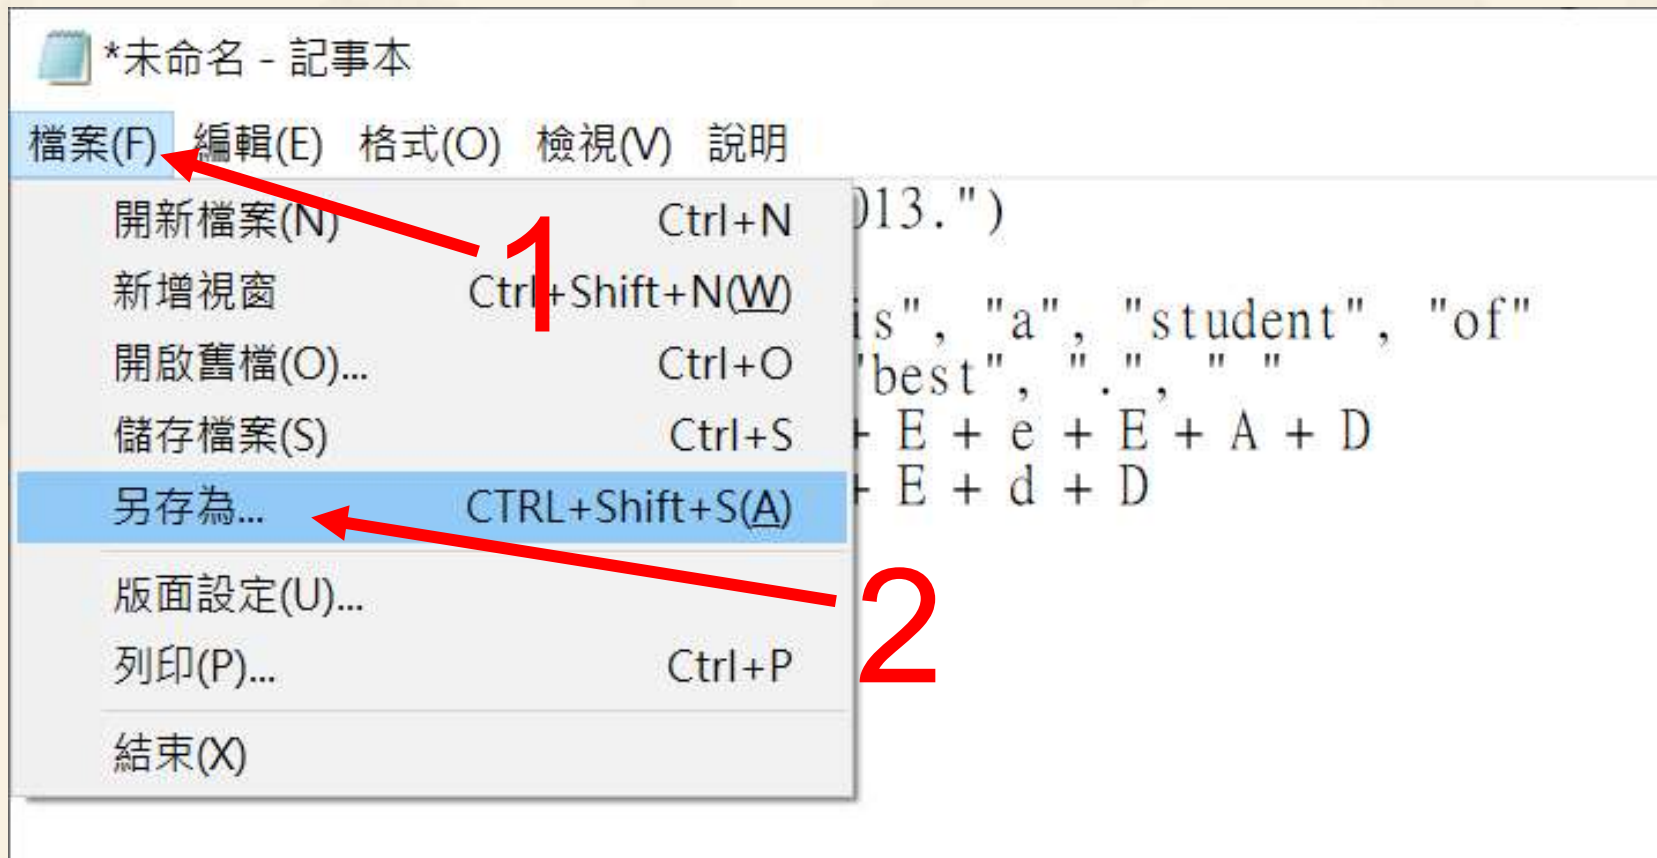 *未命名 - 記事本
檔案(F) 編輯(E) 格式(O) 檢視(V) 說明
開新檔案(N) Ctrl+N
新增視窗 Ctrl+Shift+N(W)
開啟舊檔(O)... Ctrl+O
儲存檔案(S) Ctrl+S
另存為... CTRL+Shift+S(A)
版面設定(U)...
列印(P)... Ctrl+P
結束(X)
1
2
013.")
is", "a", "student", "of"
"best", ".", " "
+ E + e + E + A + D
+ E + d + D